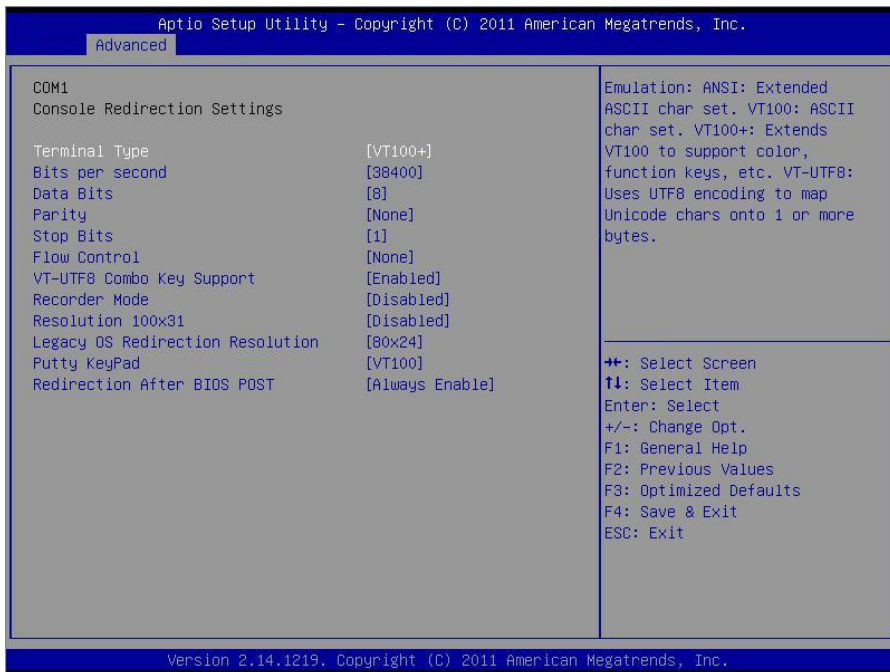 Aptio Setup Utility – Copyright (C) 2011 American Megatrends, Inc.
Advanced
COM1
Console Redirection Settings
Terminal Type [VT100+]
Bits per second [38400]
Data Bits [8]
Parity [None]
Stop Bits [1]
Flow Control [None]
VT-UTF8 Combo Key Support [Enabled]
Recorder Mode [Disabled]
Resolution 100x31 [Disabled]
Legacy OS Redirection Resolution [80x24]
Putty KeyPad [VT100]
Redirection After BIOS POST [Always Enable]
Emulation: ANSI: Extended
ASCII char set. VT100: ASCII
char set. VT100+: Extends
VT100 to support color,
function keys, etc. VT-UTF8:
Uses UTF8 encoding to map
Unicode chars onto 1 or more
bytes.
→←: Select Screen
↑↓: Select Item
Enter: Select
+/-: Change Opt.
F1: General Help
F2: Previous Values
F3: Optimized Defaults
F4: Save & Exit
ESC: Exit
Version 2.14.1219. Copyright (C) 2011 American Megatrends, Inc.